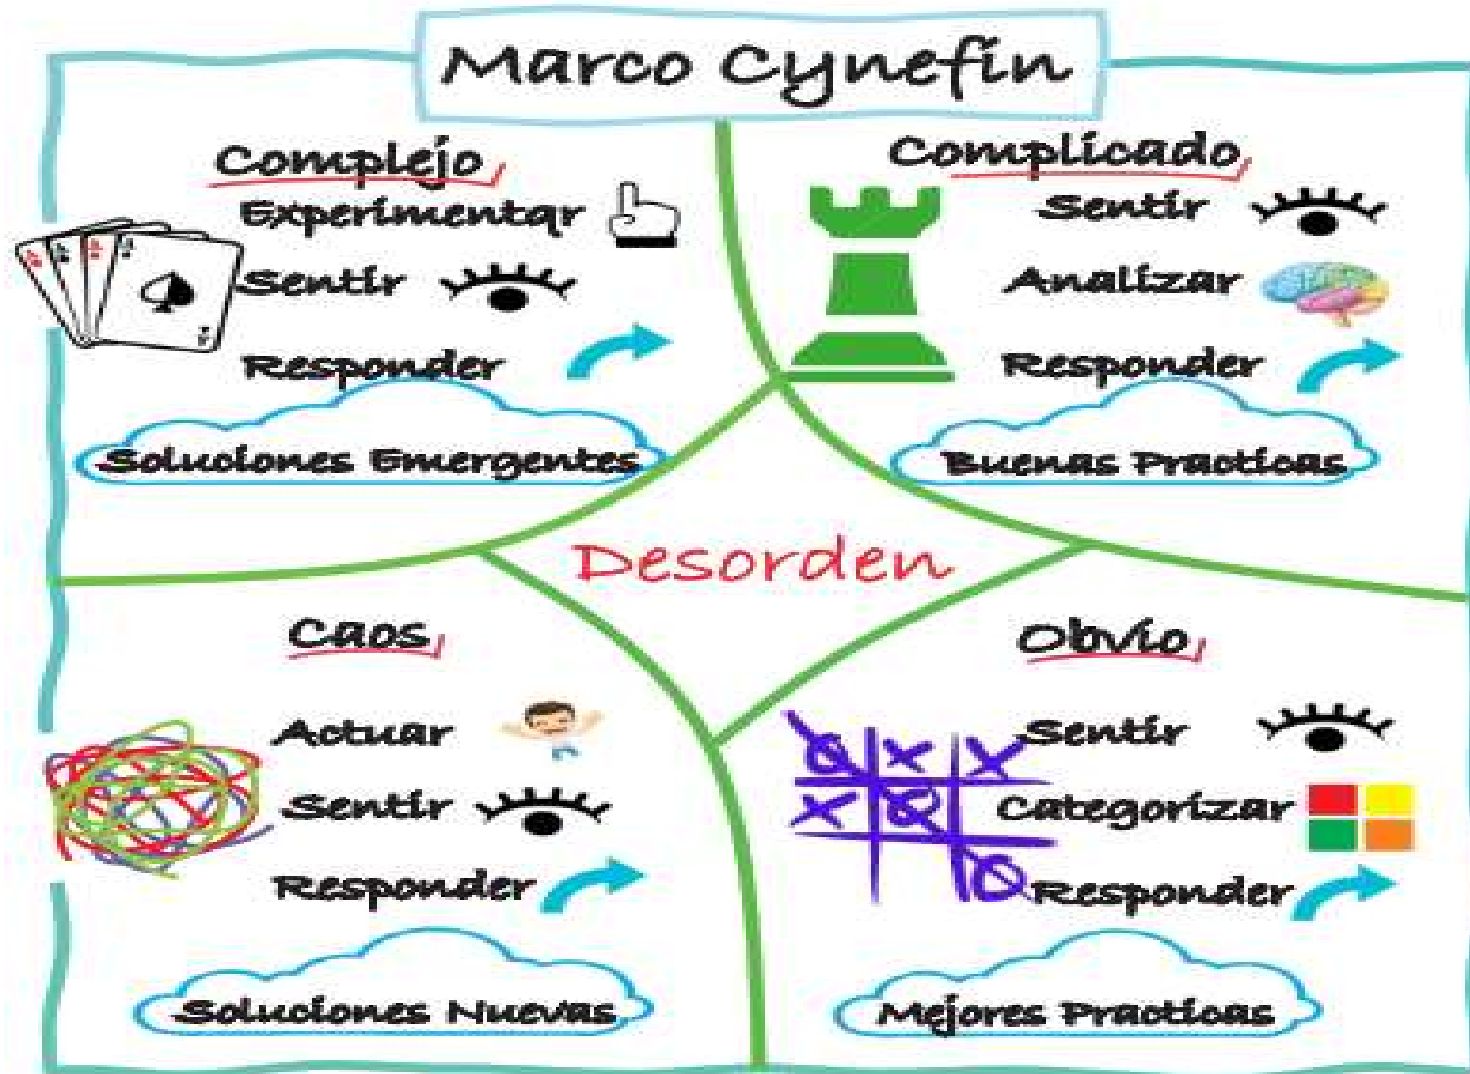 Marco Cynefin
Complejo
Experimentar
Sentir
Responder
Soluciones Emergentes
Complicado
Sentir
Analizar
Responder
Buenas Practicas
Desorden
Caos
Actuar
Sentir
Responder
Soluciones Nuevas
Obvio
Sentir
Categorizar
Responder
Mejores Practicas